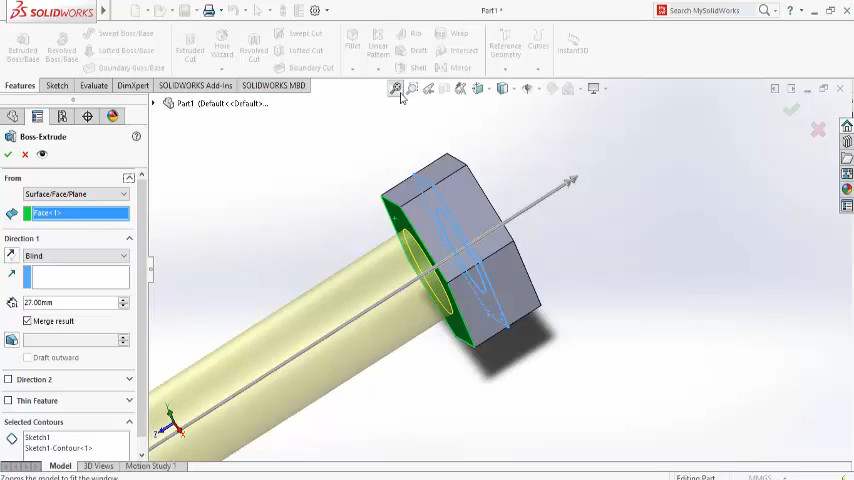 SOLIDWORKS
Part1 *
Search MySolidWorks
Extruded Boss/Base
Revolved Boss/Base
Swept Boss/Base
Lofted Boss/Base
Boundary Boss/Base
Extruded Cut
Hole Wizard
Revolved Cut
Swept Cut
Lofted Cut
Boundary Cut
Fillet
Linear Pattern
Rib
Draft
Shell
Wrap
Intersect
Mirror
Reference Geometry
Curves
Instant3D
Features
Sketch
Evaluate
DimXpert
SOLIDWORKS Add-Ins
SOLIDWORKS MBD
Part1 (Default<<Default>...
Boss-Extrude
From
Surface/Face/Plane
Face<1>
Direction 1
Blind
27.00mm
Merge result
Draft outward
Direction 2
Thin Feature
Selected Contours
Sketch1
Sketch1-Contour<1>
Y
Z
X
Model
3D Views
Motion Study 1
Zooms the model to fit the window.
Editing Part
MMGS